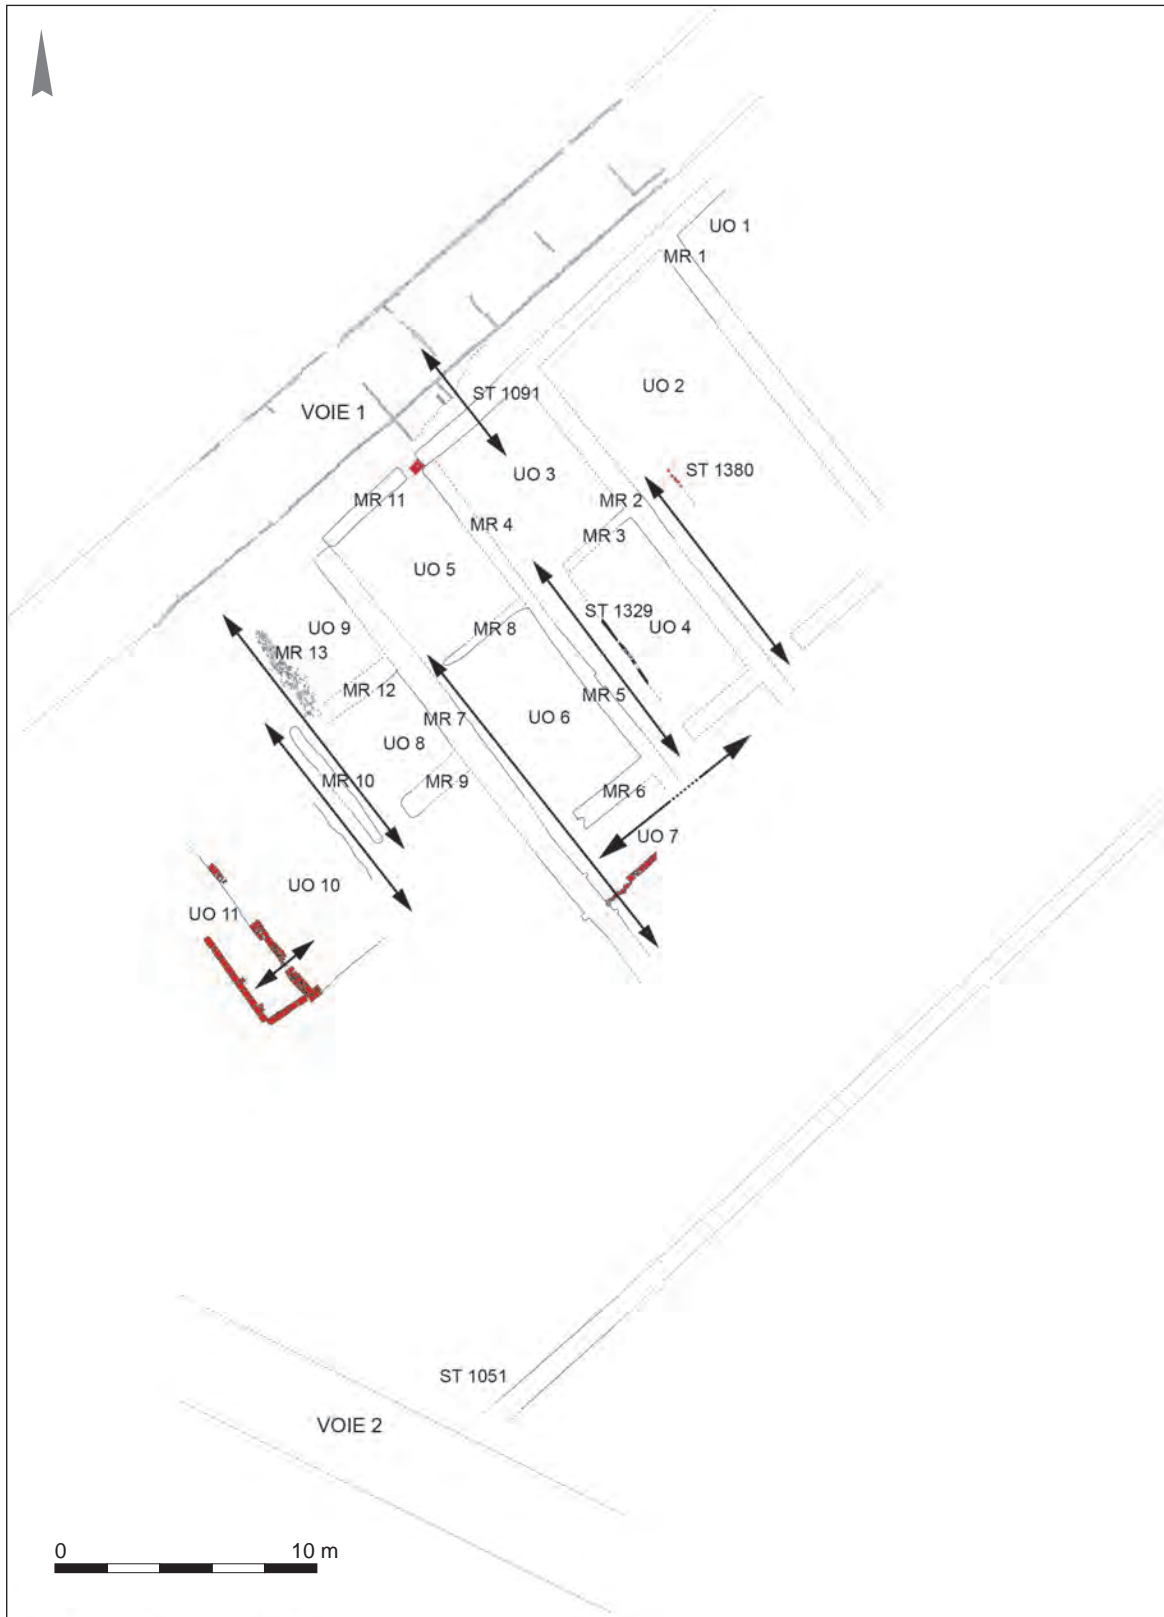 UO 1
MR 1
UO 2
ST 1091
VOIE 1
UO 3
ST 1380
MR 11
MR 2
MR 4
MR 3
UO 5
ST 1329
UO 9
MR 8
UO 4
MR 13
MR 12
MR 5
MR 7
UO 6
UO 8
MR 10
MR 9
MR 6
UO 7
UO 10
UO 11
ST 1051
VOIE 2
0 10 m